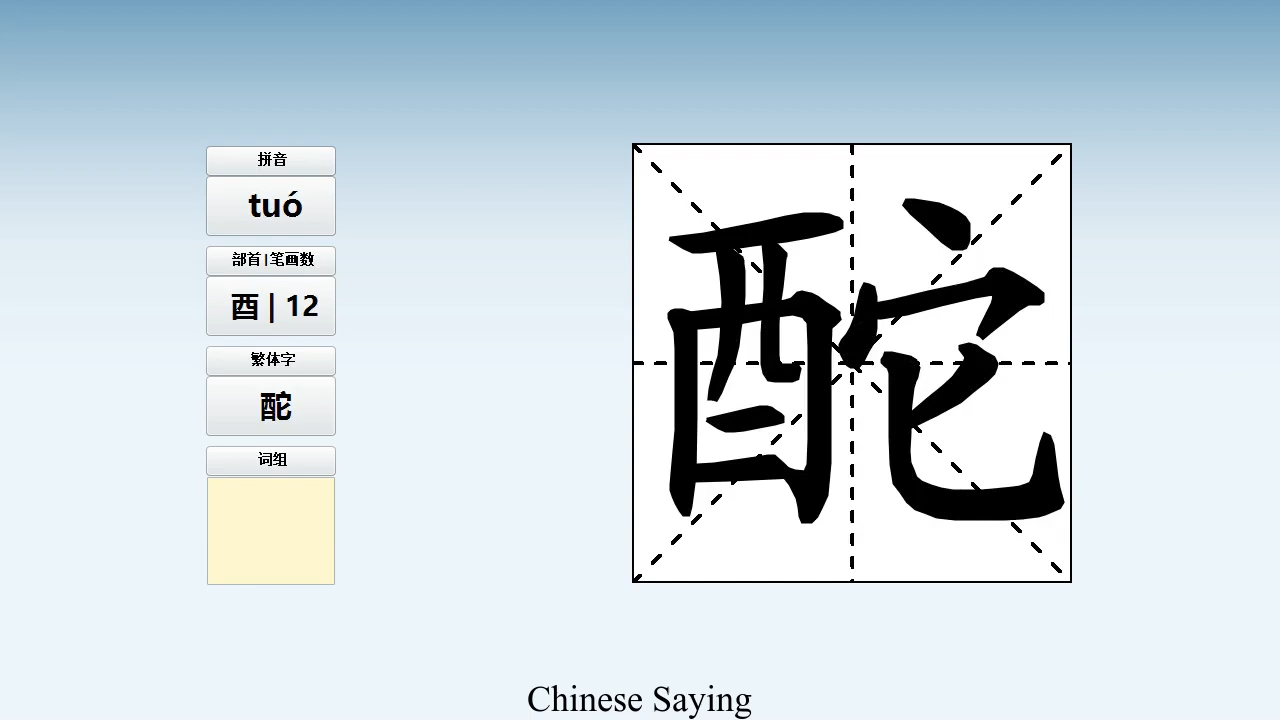 拼音
tuó
部首|笔画数
酉 | 12
繁体字
酡
词组
酡
Chinese Saying